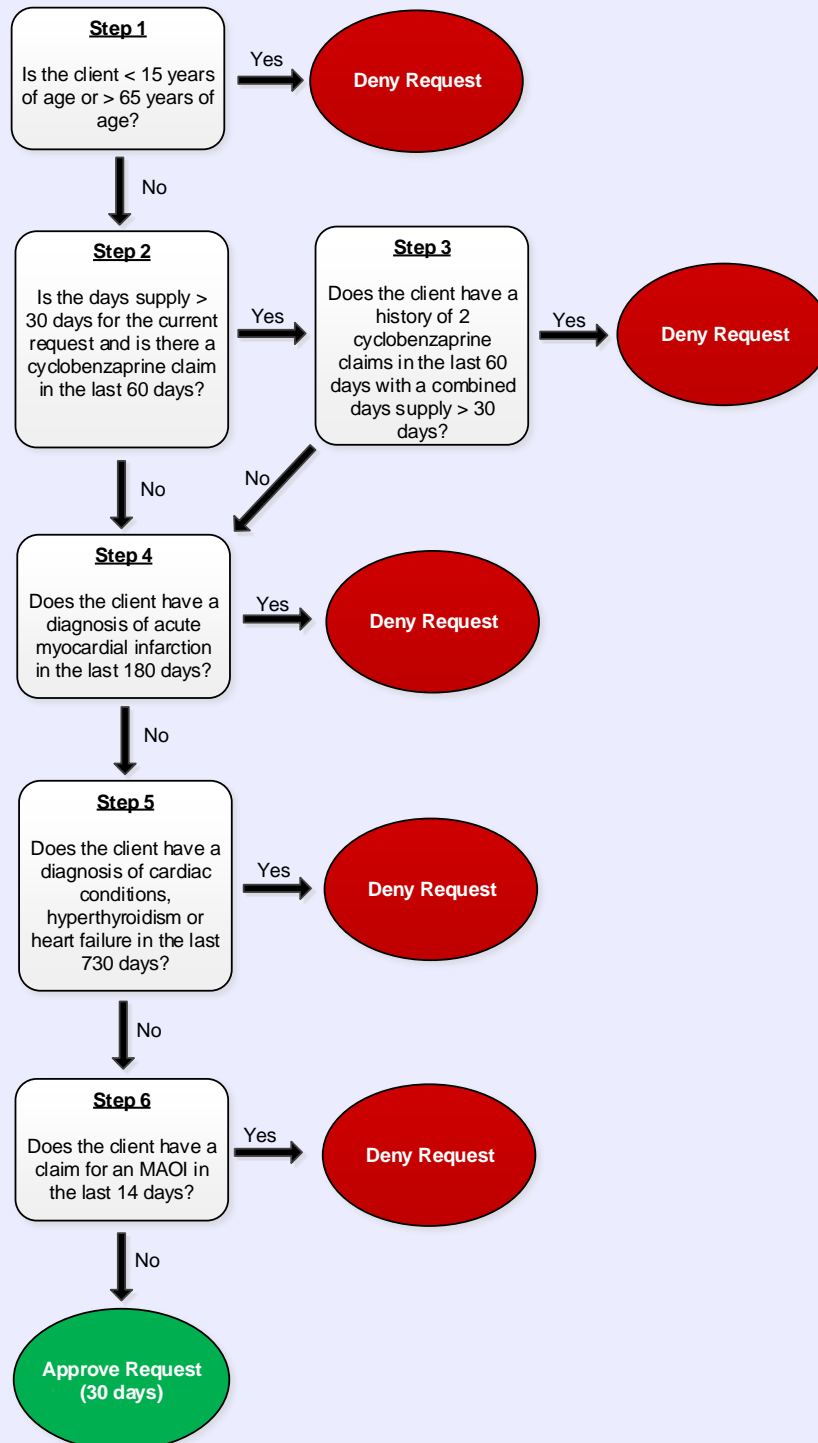 Step 1
Is the client < 15 years
of age or > 65 years of
age?
Yes
Deny Request
No
Step 2
Is the days supply >
30 days for the current
request and is there a
cyclobenzaprine claim
in the last 60 days?
Yes
Step 3
Does the client have a
history of 2
cyclobenzaprine
claims in the last 60
days with a combined
days supply > 30
days?
Yes
Deny Request
No
No
Step 4
Does the client have a
diagnosis of acute
myocardial infarction
in the last 180 days?
Yes
Deny Request
No
Step 5
Does the client have a
diagnosis of cardiac
conditions,
hyperthyroidism or
heart failure in the last
730 days?
Yes
Deny Request
No
Step 6
Does the client have a
claim for an MAOI in
the last 14 days?
Yes
Deny Request
No
Approve Request
(30 days)